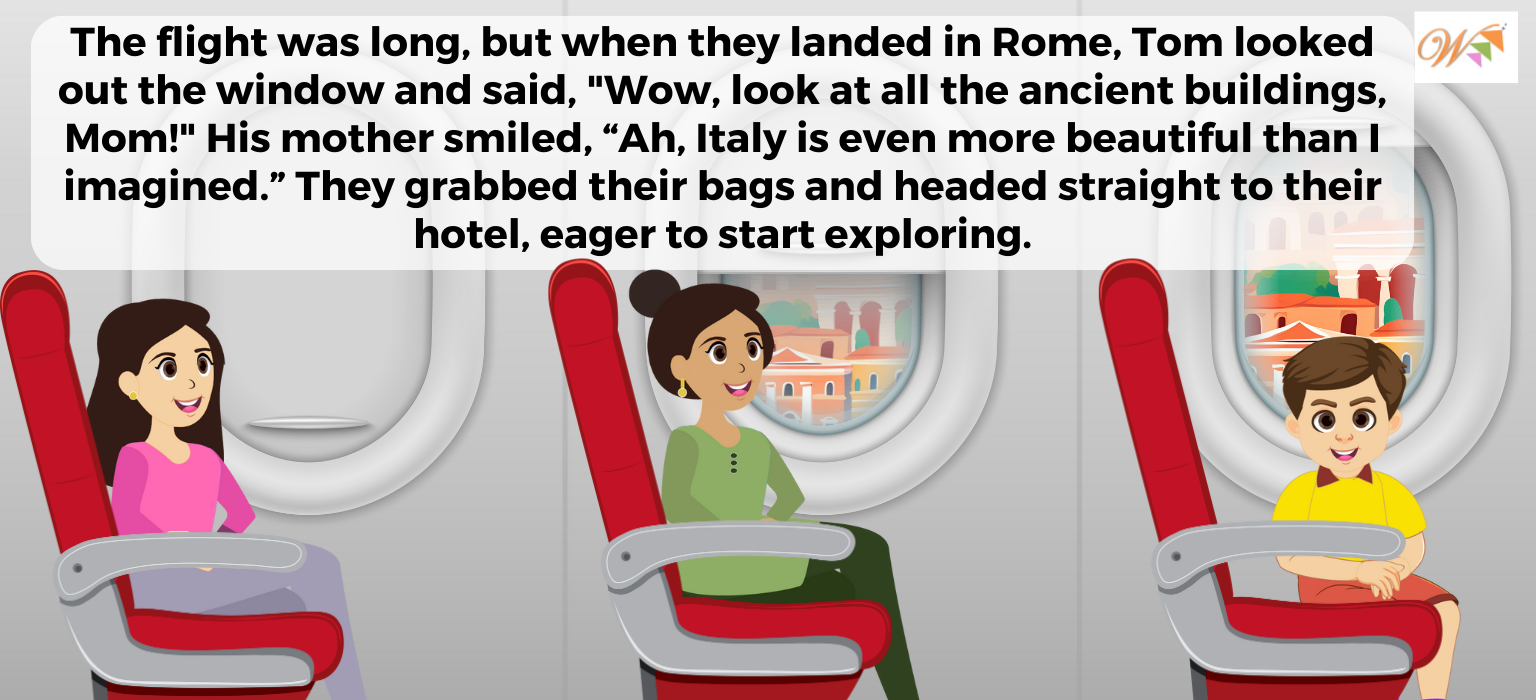 The flight was long, but when they landed in Rome, Tom looked
out the window and said, "Wow, look at all the ancient buildings,
Mom!" His mother smiled, “Ah, Italy is even more beautiful than I
imagined.” They grabbed their bags and headed straight to their
hotel, eager to start exploring.
W